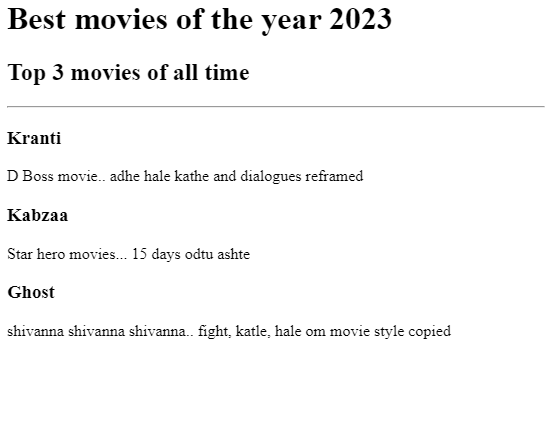 Best movies of the year 2023
Top 3 movies of all time
Kranti
D Boss movie.. adhe hale kathe and dialogues reframed
Kabzaa
Star hero movies... 15 days odtu ashte
Ghost
shivanna shivanna shivanna.. fight, katle, hale om movie style copied